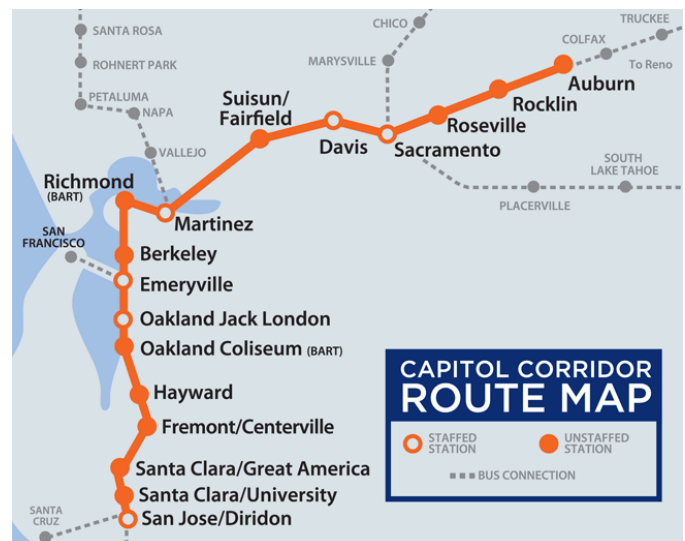 CHICO
TRUCKEE
SANTA ROSA
COLFAX
MARYSVILLE
ROHNERT PARK
To Reno
Auburn
Suisun/
Fairfield
Rocklin
PETALUMA
NAPA
Roseville
Davis
Sacramento
VALLEJO
SOUTH
LAKE TAHOE
Richmond
(BART)
PLACERVILLE
Martinez
SAN
FRANCISCO
Berkeley
Emeryville
Oakland Jack London
Oakland Coliseum (BART)
Hayward
Fremont/Centerville
Santa Clara/Great America
Santa Clara/University
SANTA
CRUZ
San Jose/Diridon
CAPITOL CORRIDOR
ROUTE MAP
STAFFED
STATION
UNSTAFFED
STATION
BUS CONNECTION